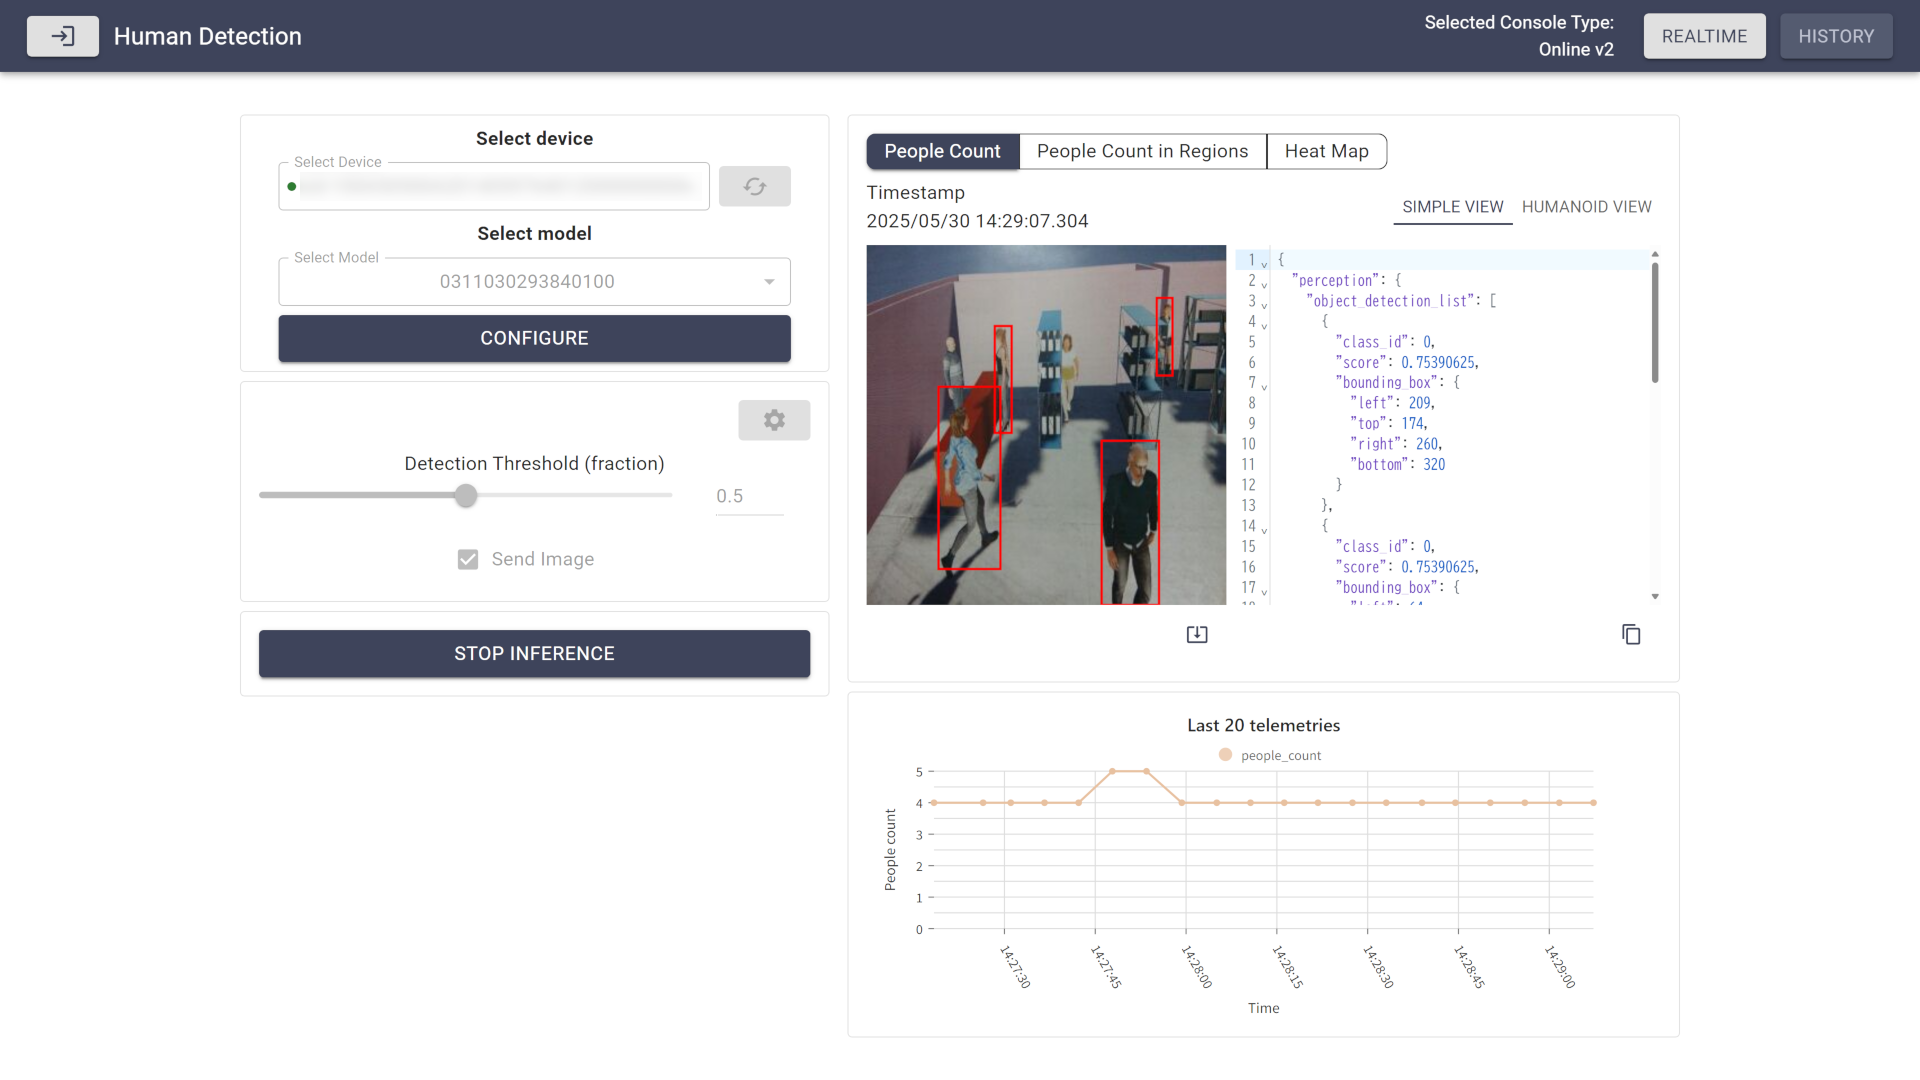 Human Detection
Selected Console Type:
Online v2
REALTIME
HISTORY
Select device
Select Device
Select model
Select Model
0311030293840100
CONFIGURE
Detection Threshold (fraction)
0.5
Send Image
STOP INFERENCE
People Count
People Count in Regions
Heat Map
Timestamp
2025/05/30 14:29:07.304
SIMPLE VIEW
HUMANOID VIEW
1 {
2 "perception": {
3 "object_detection_list": [
4 {
5 "class_id": 0,
6 "score": 0.75390625,
7 "bounding_box": {
8 "left": 209,
9 "top": 174,
10 "right": 260,
11 "bottom": 320
12 }
13 },
14 {
15 "class_id": 0,
16 "score": 0.75390625,
17 "bounding_box": {
18 "left": 64,
Last 20 telemetries
people_count
People count
5
4
3
2
1
0
14:27:30
14:27:45
14:28:00
14:28:15
14:28:30
14:28:45
14:29:00
Time